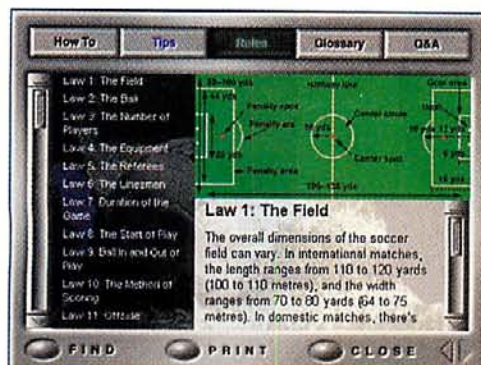 How To
Tips
Rules
Glossary
Q&A
Law 1: The Field
Law 2: The Ball
Law 3: The Number of
Players
Law 4: The Equipment
Law 5: The Referees
Law 6: The Linesmen
Law 7: Duration of the
Game
Law 8: The Start of Play
Law 9: Ball In and Out of
Play
Law 10: The Method of
Scoring
Law 11: Offside
Halfway line
Goal area
Penalty spot
Penalty arc
Penalty area
Center circle
Center spot
Law 1: The Field
The overall dimensions of the soccer
field can vary. In international matches,
the length ranges from 110 to 120 yards
(100 to 110 metres), and the width
ranges from 70 to 80 yards (64 to 75
metres). In domestic matches, there's
FIND
PRINT
CLOSE